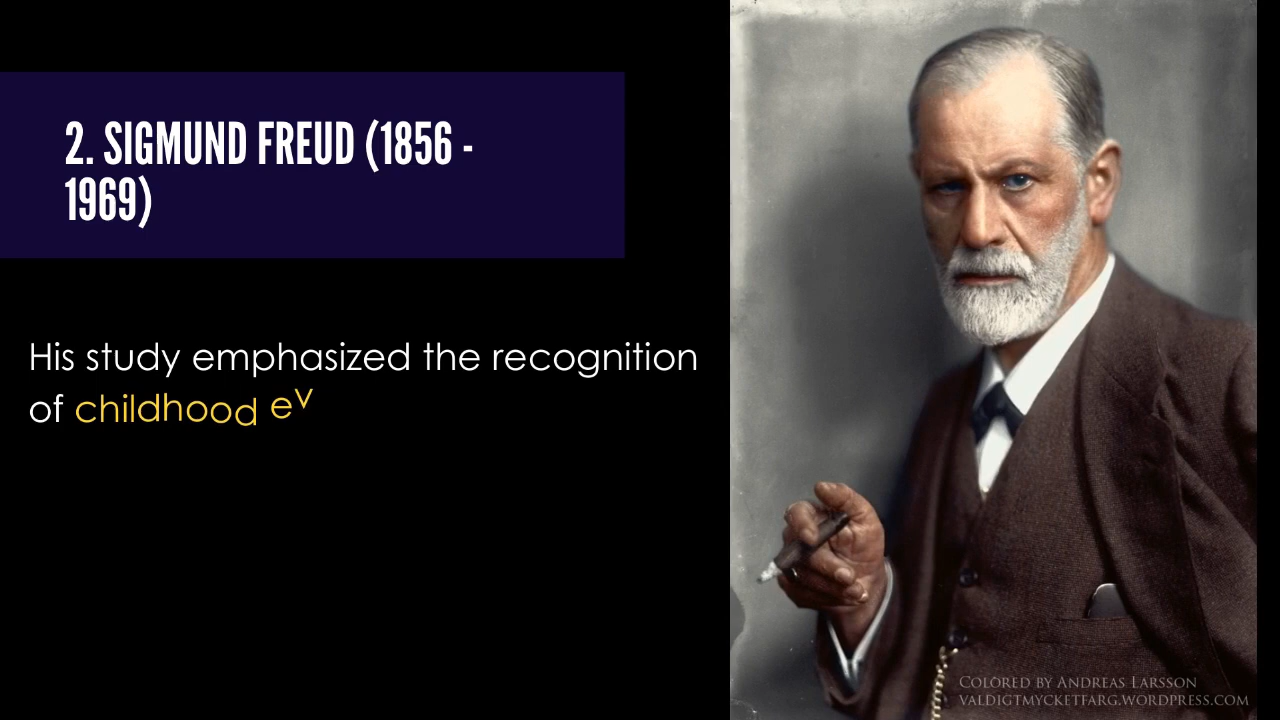 2. SIGMUND FREUD (1856 -
1969)
His study emphasized the recognition
of childhood ev
COLORED BY ANDREAS LARSSON
VALDIGTMYCKETFARG.WORDPRESS.COM